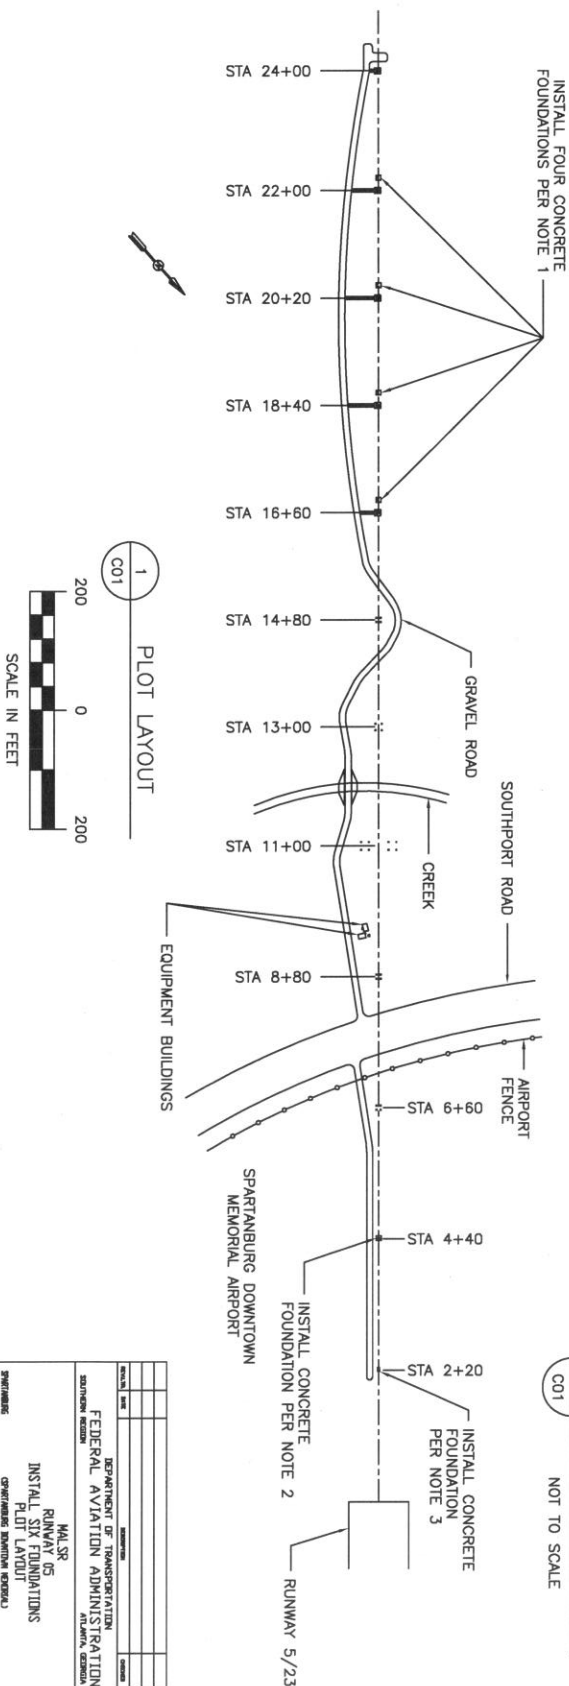 INSTALL FOUR CONCRETE
FOUNDATIONS PER NOTE 1
STA 24+00
STA 22+00
STA 20+20
STA 18+40
STA 16+60
STA 14+80
STA 13+00
STA 11+00
STA 8+80
STA 6+60
STA 4+40
STA 2+20
GRAVEL ROAD
SOUTHPORT ROAD
CREEK
AIRPORT
FENCE
EQUIPMENT BUILDINGS
SPARTANBURG DOWNTOWN
MEMORIAL AIRPORT
INSTALL CONCRETE
FOUNDATION PER NOTE 2
INSTALL CONCRETE
FOUNDATION
PER NOTE 3
RUNWAY 5/23
1
C01
PLOT LAYOUT
200
0
200
SCALE IN FEET
C01
NOT TO SCALE
DATE
DEPARTMENT OF TRANSPORTATION
FEDERAL AVIATION ADMINISTRATION
SOUTHERN REGION
ATLANTA, GEORGIA
MALSR
RUNWAY 05
INSTALL SIX FOUNDATIONS
PLOT LAYOUT
SPARTANBURG
(SPARTANBURG DOWNTOWN MEMORIAL)